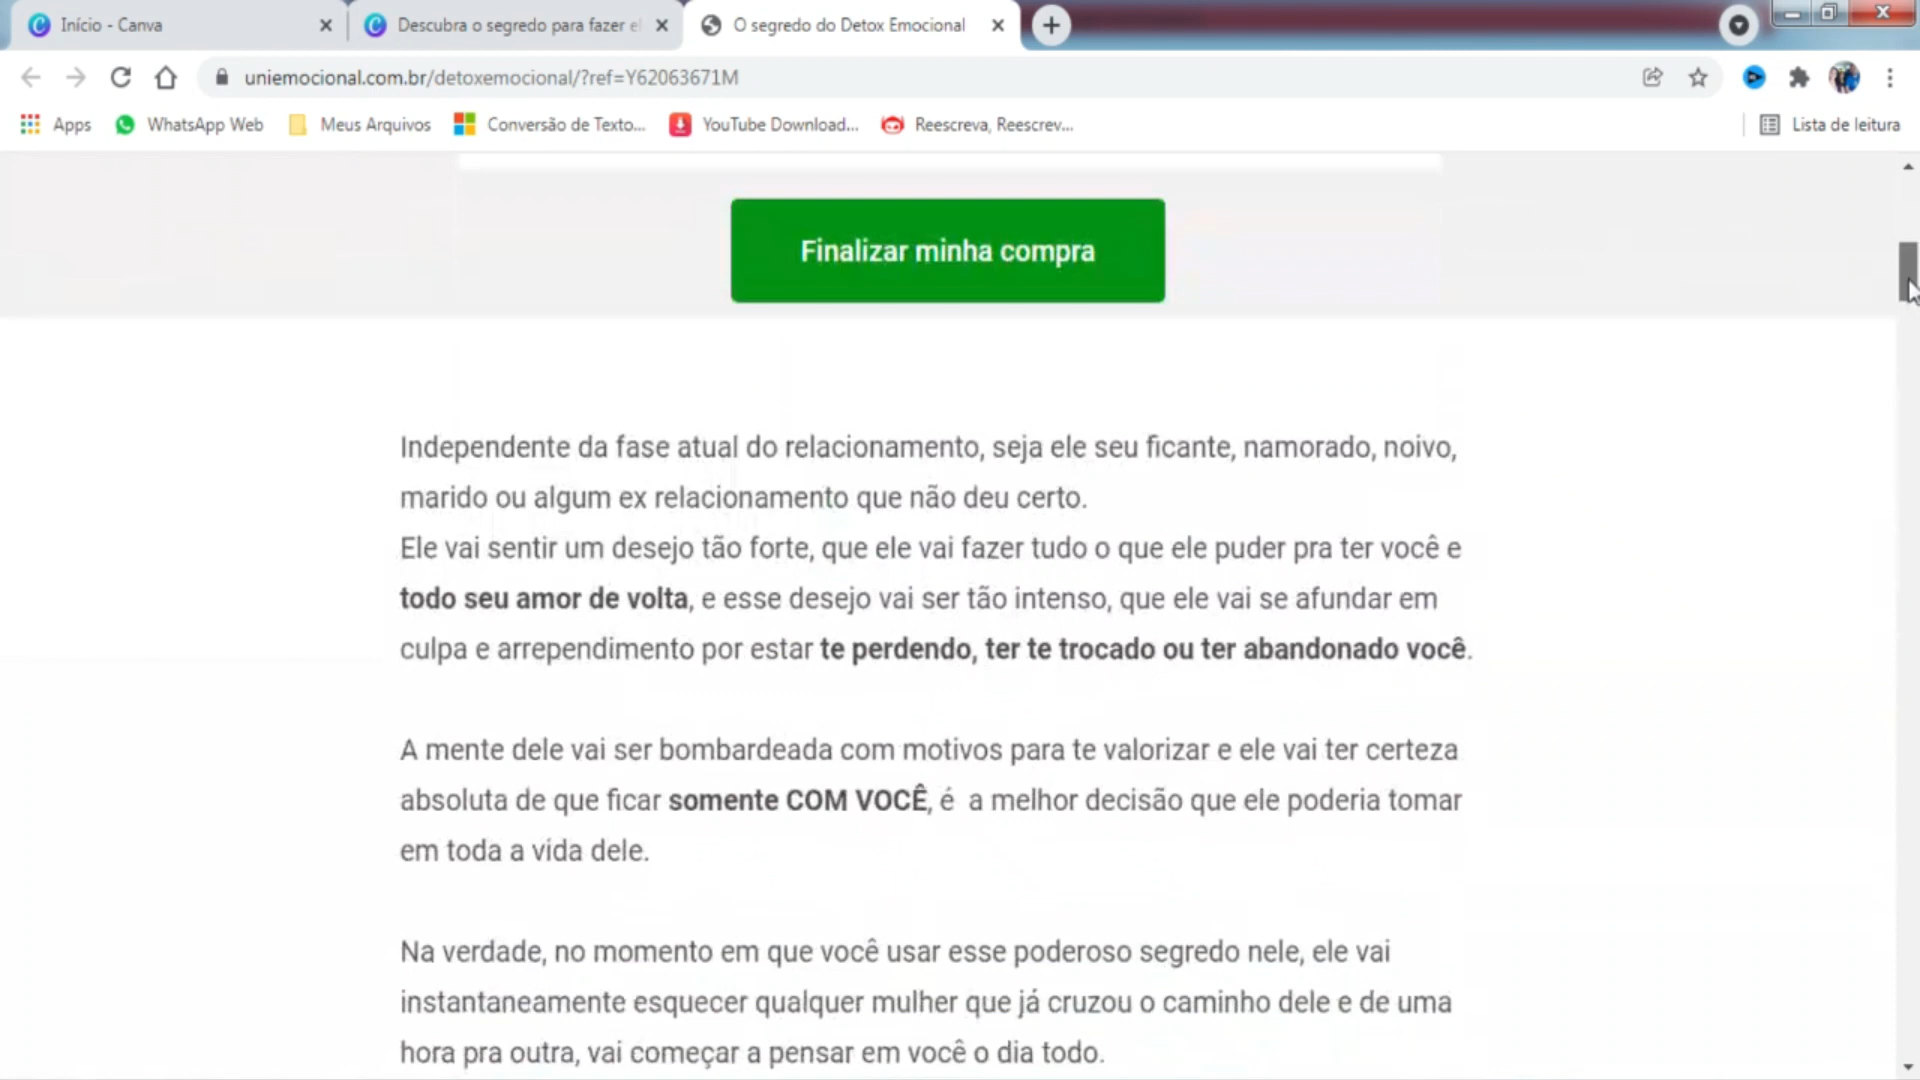 Início - Canva
Descubra o segredo para fazer el
O segredo do Detox Emocional
uniemocional.com.br/detoxemocional/?ref=Y62063671M
Apps
WhatsApp Web
Meus Arquivos
Conversão de Texto...
YouTube Download...
Reescreva, Reescrev...
Lista de leitura
Finalizar minha compra
Independente da fase atual do relacionamento, seja ele seu ficante, namorado, noivo,
marido ou algum ex relacionamento que não deu certo.
Ele vai sentir um desejo tão forte, que ele vai fazer tudo o que ele puder pra ter você e
todo seu amor de volta, e esse desejo vai ser tão intenso, que ele vai se afundar em
culpa e arrependimento por estar te perdendo, ter te trocado ou ter abandonado você.
A mente dele vai ser bombardeada com motivos para te valorizar e ele vai ter certeza
absoluta de que ficar somente COM VOCÊ, é a melhor decisão que ele poderia tomar
em toda a vida dele.
Na verdade, no momento em que você usar esse poderoso segredo nele, ele vai
instantaneamente esquecer qualquer mulher que já cruzou o caminho dele e de uma
hora pra outra, vai começar a pensar em você o dia todo.